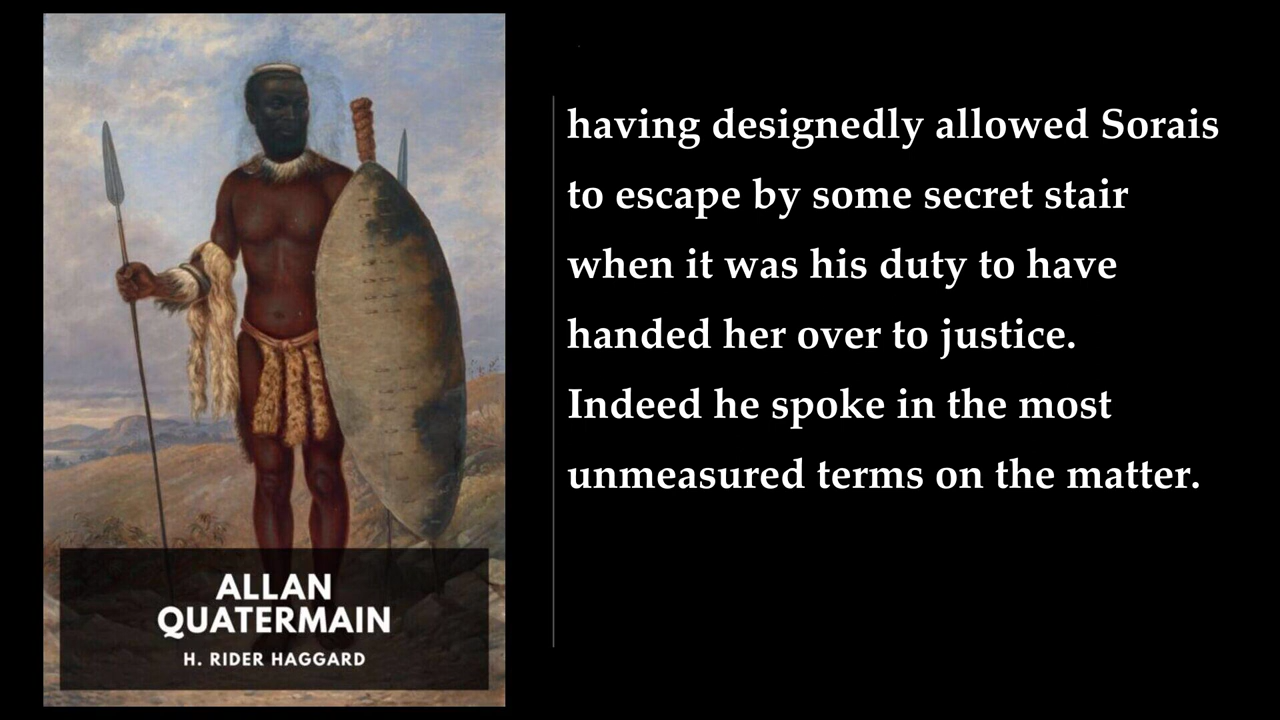 having designedly allowed Sorais
to escape by some secret stair
when it was his duty to have
handed her over to justice.
Indeed he spoke in the most
unmeasured terms on the matter.
ALLAN
QUATERMAIN
H. RIDER HAGGARD